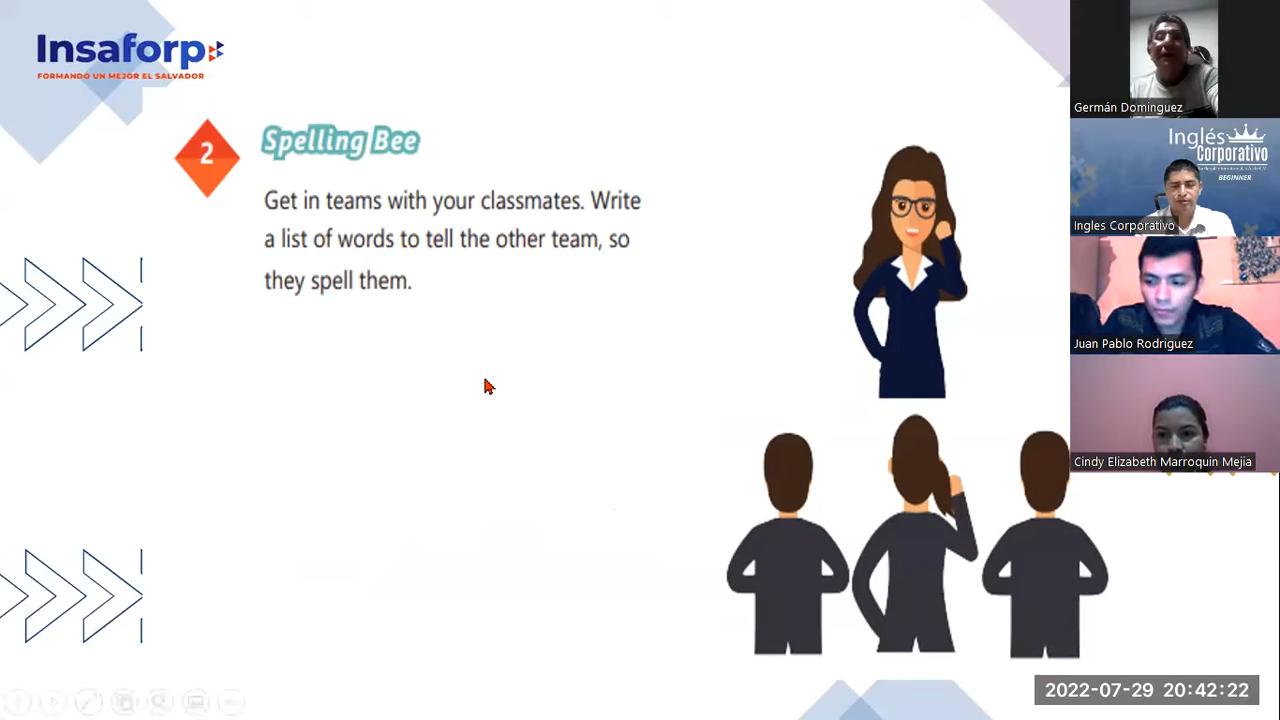 Insaforp
FORMANDO UN MEJOR EL SALVADOR
2
Spelling Bee
Get in teams with your classmates. Write
a list of words to tell the other team, so
they spell them.
Germán Dominguez
Inglés
Corporativo
BEGINNER
Ingles Corporativo
Juan Pablo Rodriguez
Cindy Elizabeth Marroquin Mejia
2022-07-29 20:42:22